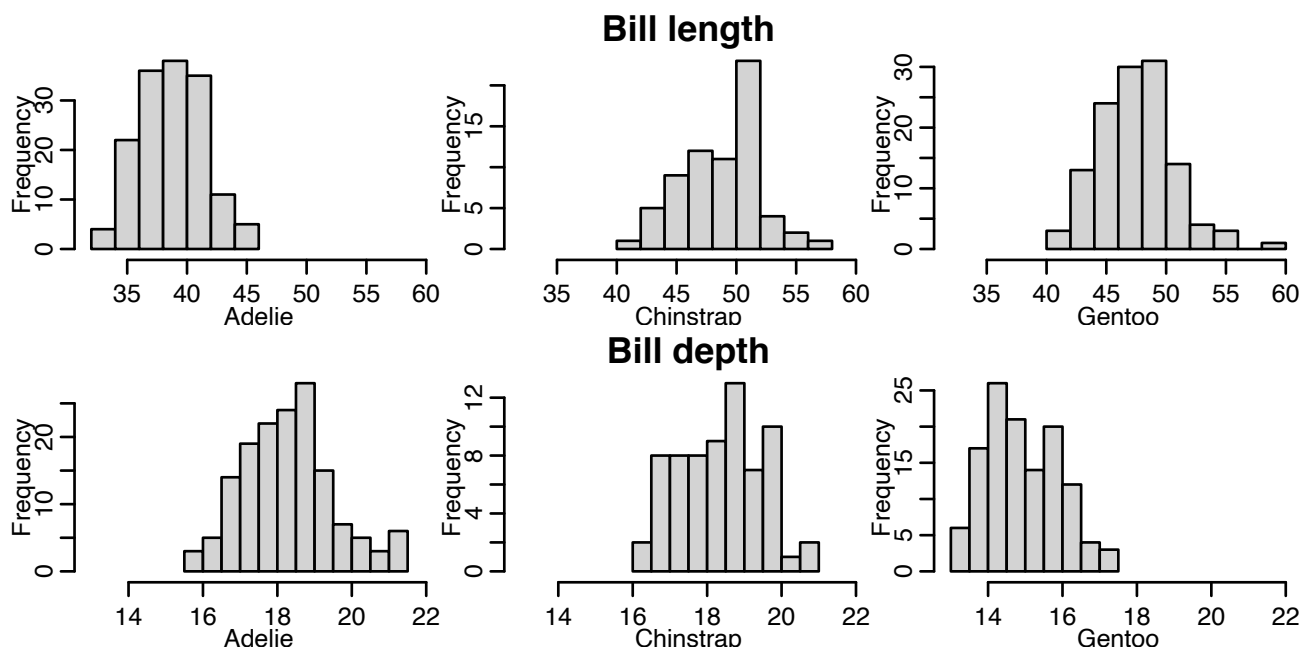 Bill length
Frequency
0 10 20 30
35 40 45 50 55 60
Adelie
Frequency
5 15
35 40 45 50 55 60
Chinstrap
Frequency
0 10 20 30
35 40 45 50 55 60
Gentoo
Bill depth
Frequency
0 10 20
14 16 18 20 22
Adelie
Frequency
0 4 8 12
14 16 18 20 22
Chinstrap
Frequency
5 15 25
14 16 18 20 22
Gentoo